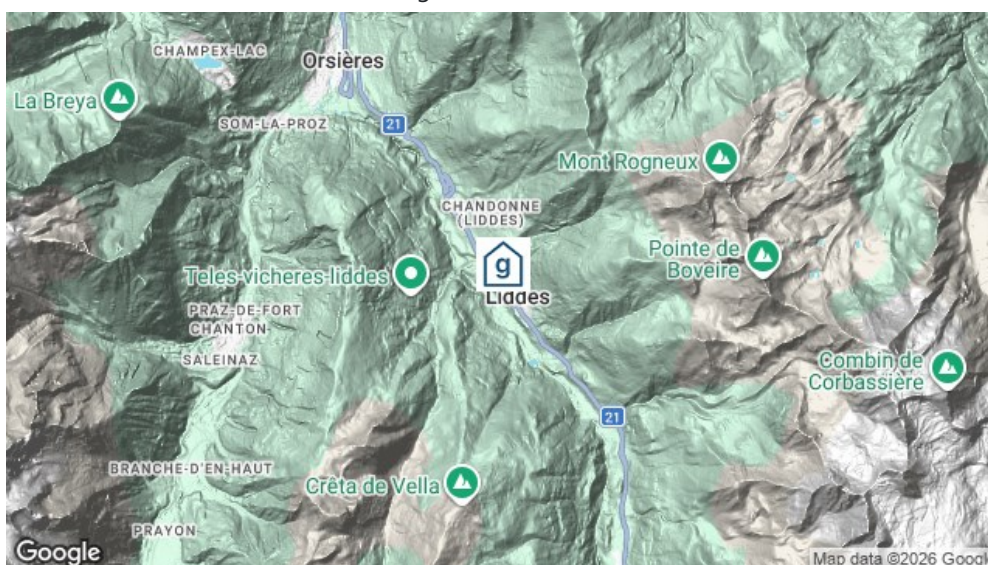 CHAMPEX-LAC
Orsières
La Breya
SOM-LA-PROZ
21
Mont Rogneux
CHANDONNE
(LIDDES)
g
Pointe de
Boveire
Teles-vicheres-liddes
Liddes
PRAZ-DE-FORT
CHANTON
SALEINAZ
Combin de
Corbassière
21
BRANCHE-D'EN-HAUT
Crêta de Vella
PRAYON
Google
Map data ©2026 Google